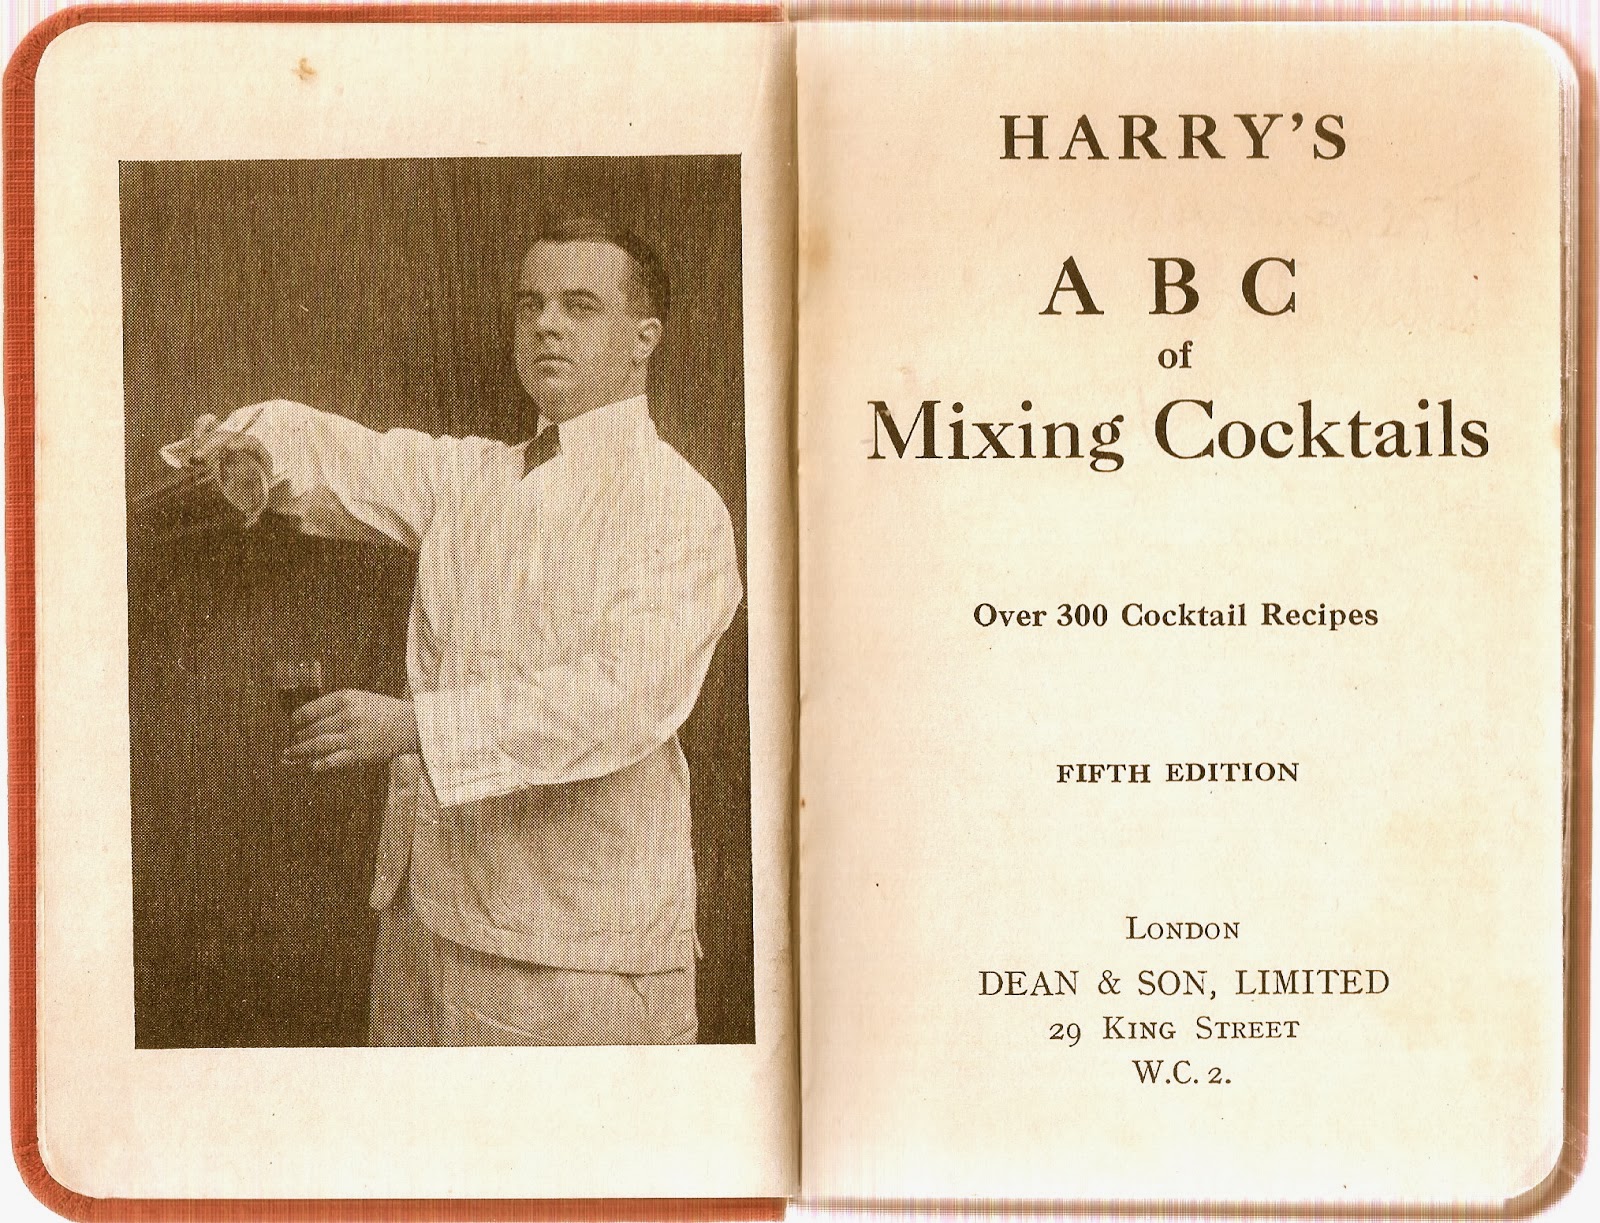 HARRY’S
A B C
of
Mixing Cocktails
Over 300 Cocktail Recipes
FIFTH EDITION
London
DEAN & SON, LIMITED
29 King Street
W.C. 2.